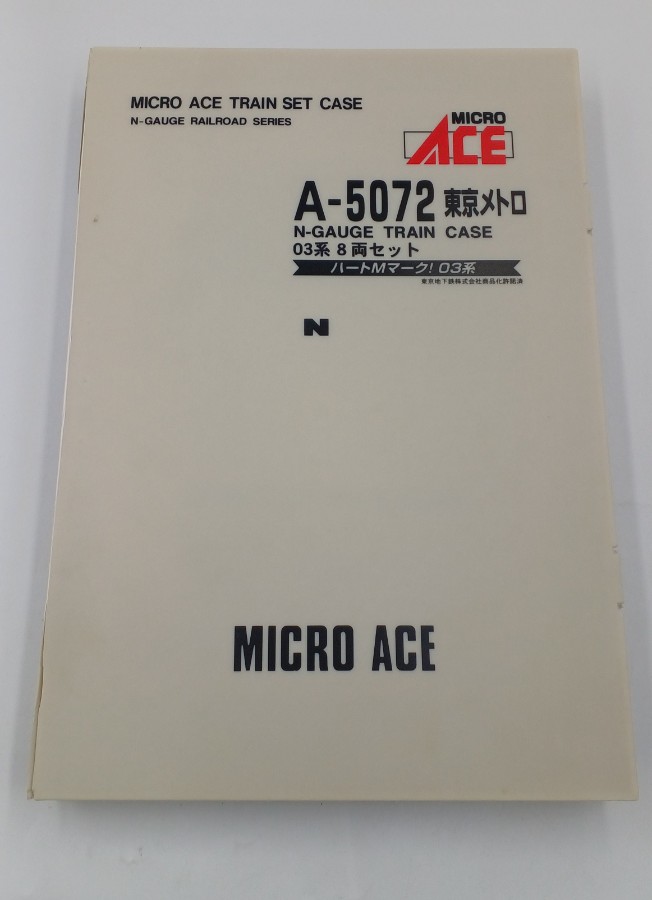 MICRO ACE TRAIN SET CASE
N-GAUGE RAILROAD SERIES
MICRO
ACE
A-5072 東京メトロ
N-GAUGE TRAIN CASE
03系 8両セット
ハートMマーク! 03系
東京地下鉄株式会社商品化許諾済
N
MICRO ACE